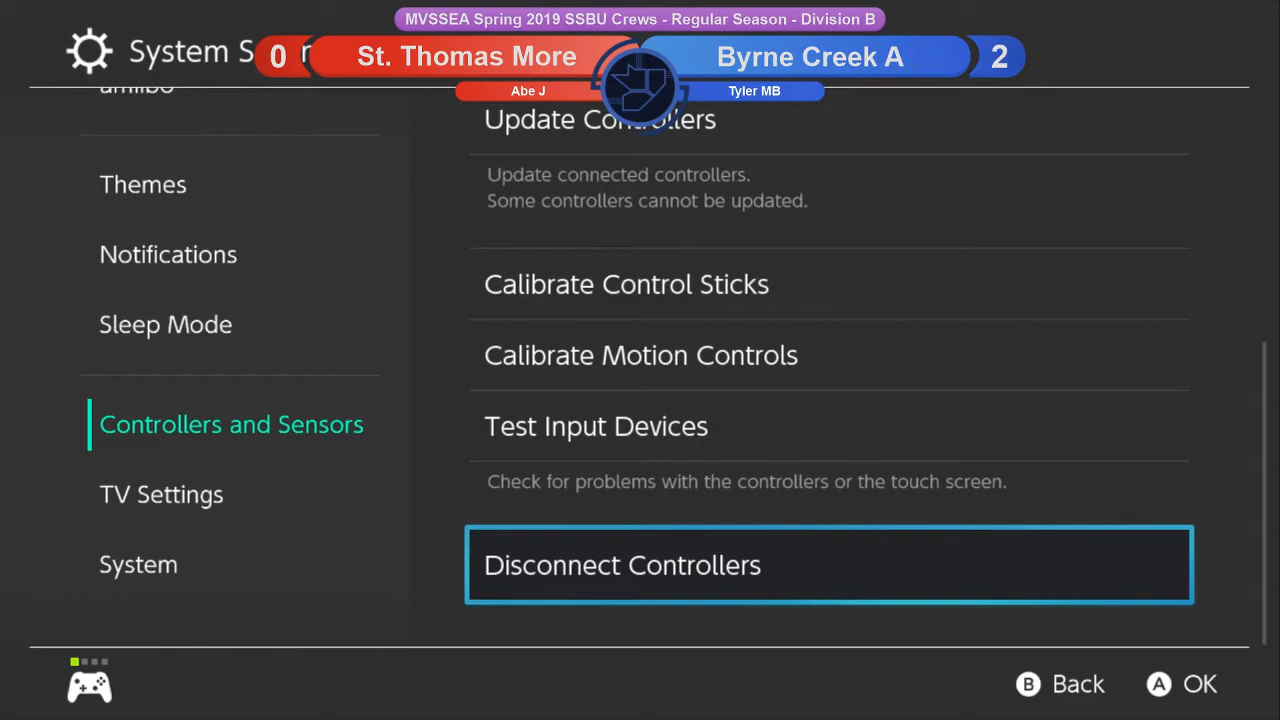 MVSSEA Spring 2019 SSBU Crews - Regular Season - Division B
System S
0 St. Thomas More Byrne Creek A 2
Abe J Tyler MB
amiibo
Themes
Notifications
Sleep Mode
Controllers and Sensors
TV Settings
System
Update Controllers
Update connected controllers.
Some controllers cannot be updated.
Calibrate Control Sticks
Calibrate Motion Controls
Test Input Devices
Check for problems with the controllers or the touch screen.
Disconnect Controllers
B Back A OK